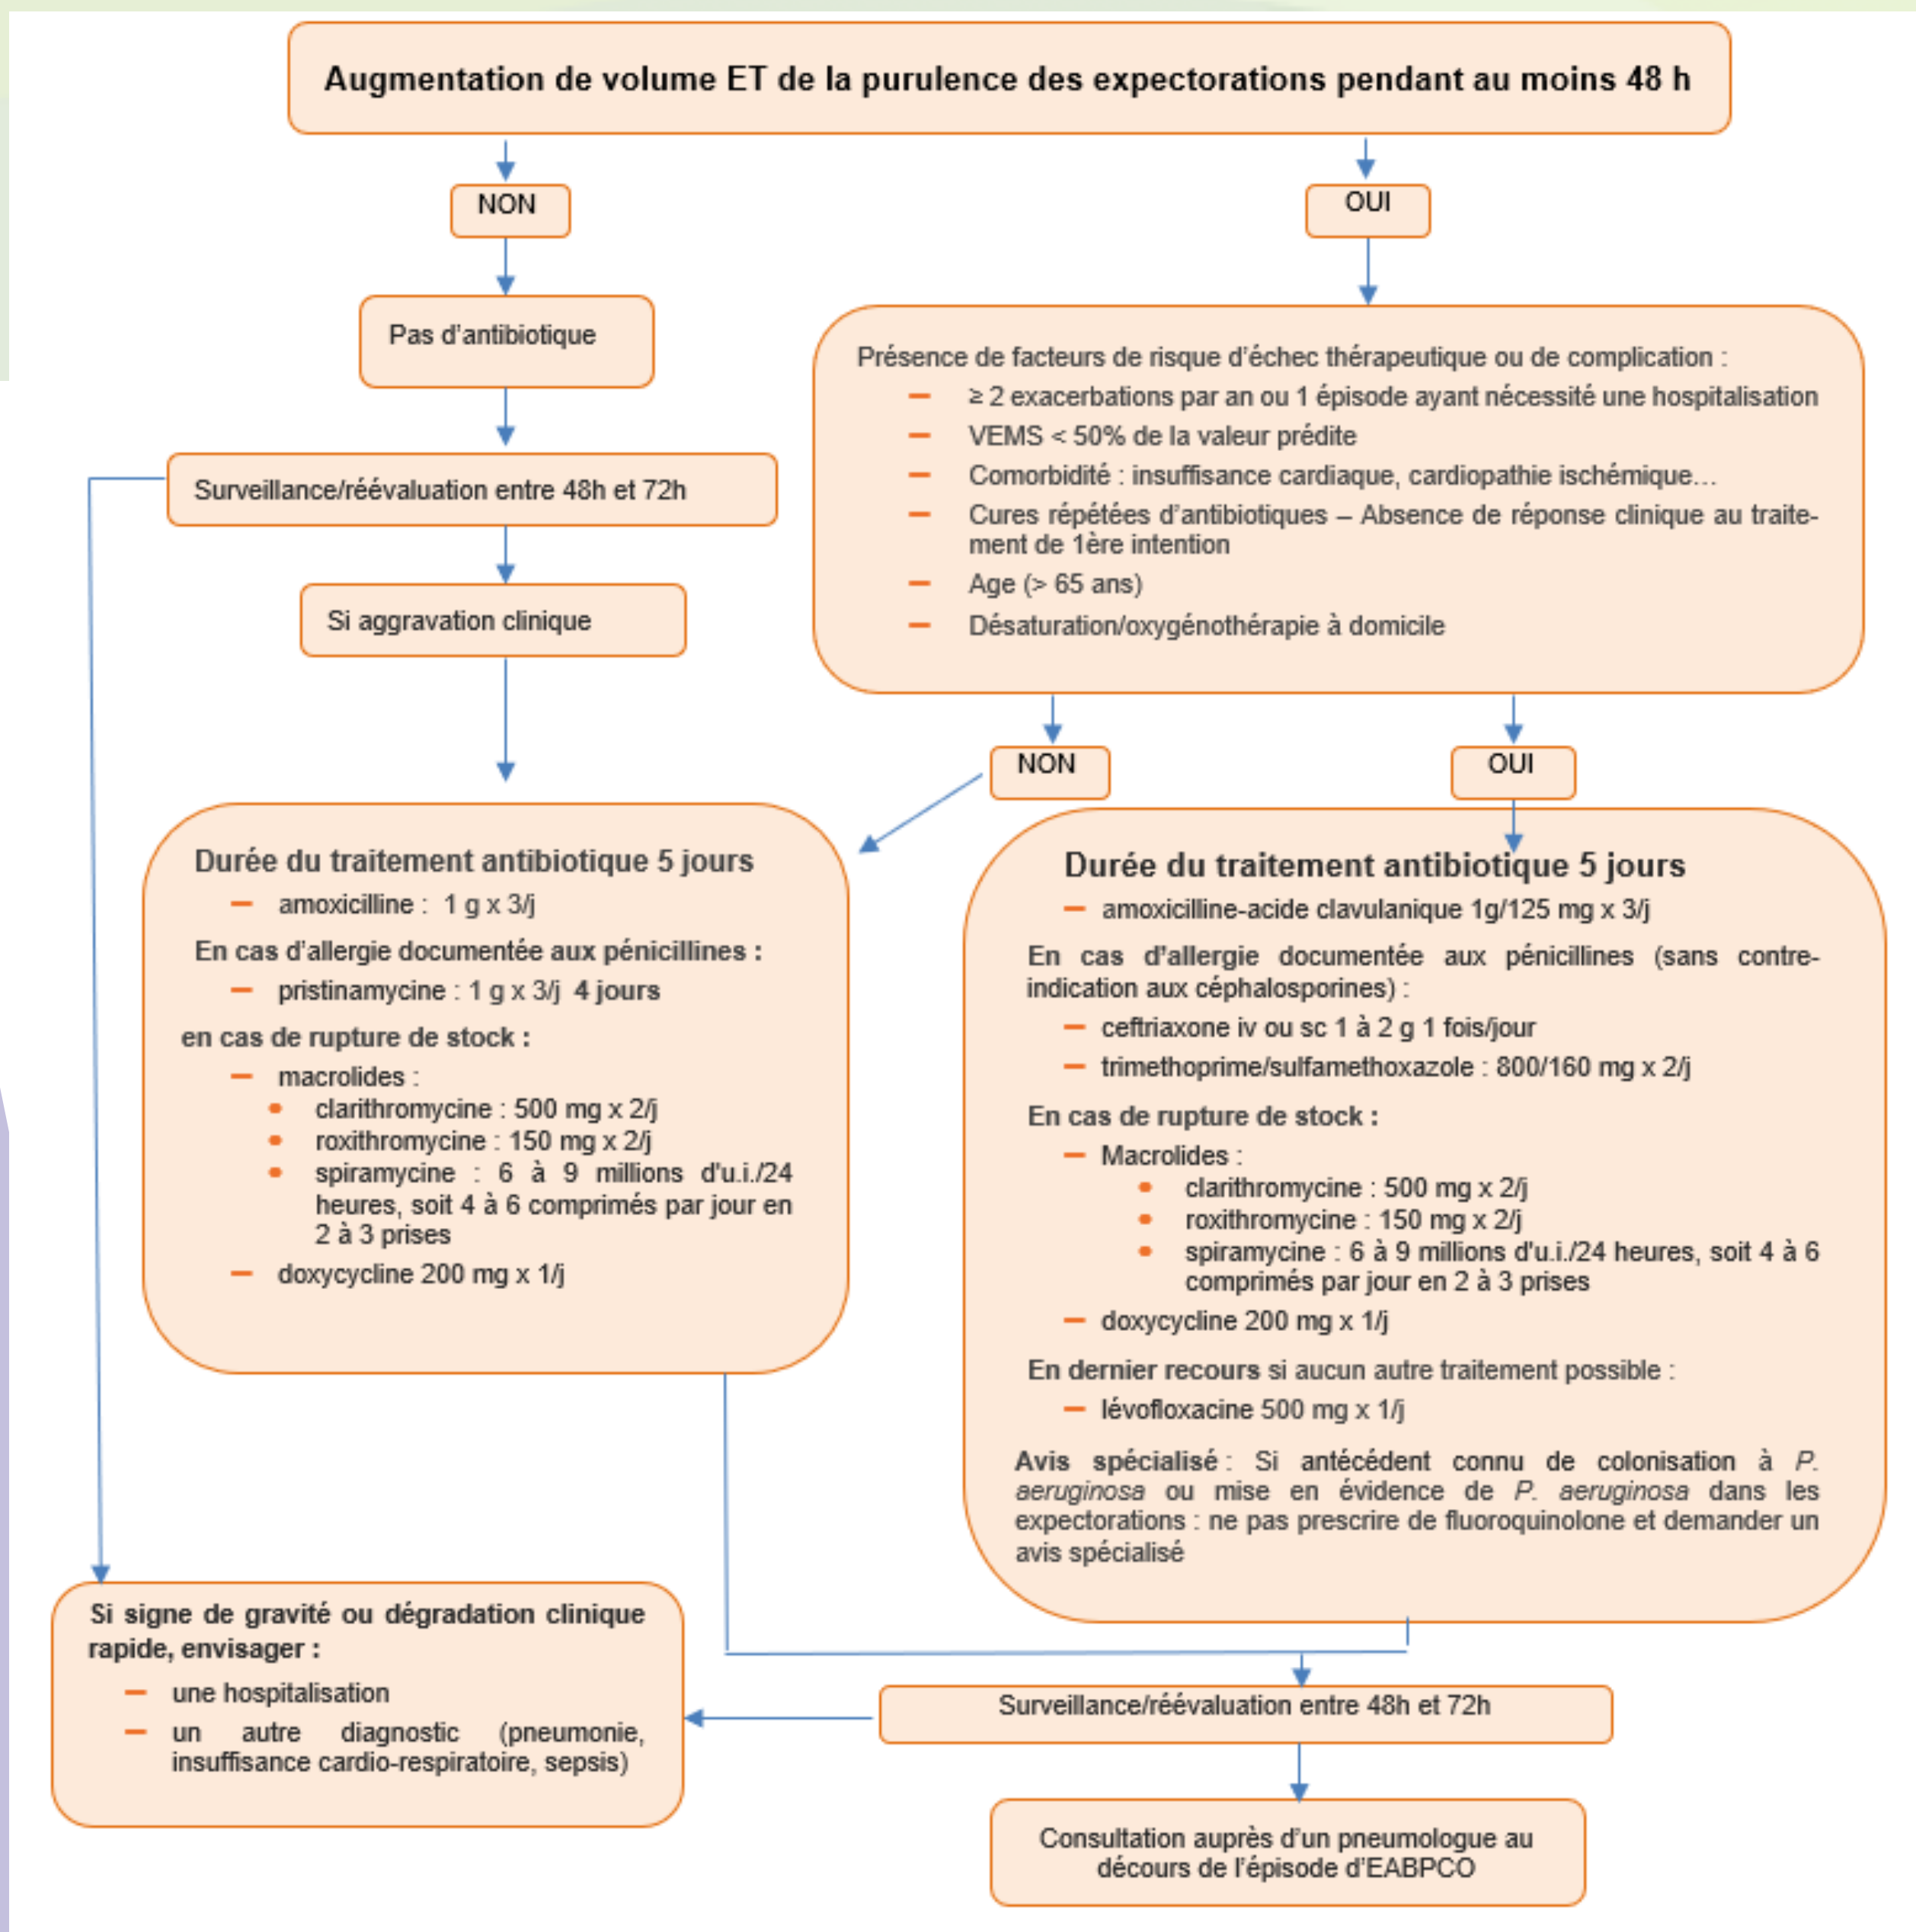 Augmentation de volume ET de la purulence des expectorations pendant au moins 48 h
NON
OUI
Pas d'antibiotique
Surveillance/réévaluation entre 48h et 72h
Si aggravation clinique
Présence de facteurs de risque d'échec thérapeutique ou de complication :
– ≥ 2 exacerbations par an ou 1 épisode ayant nécessité une hospitalisation
– VEMS < 50% de la valeur prédite
– Comorbidité : insuffisance cardiaque, cardiopathie ischémique…
– Cures répétées d'antibiotiques – Absence de réponse clinique au traite-
ment de 1ère intention
– Age (> 65 ans)
– Désaturation/oxygénothérapie à domicile
NON
OUI
Durée du traitement antibiotique 5 jours
– amoxicilline : 1 g x 3/j
En cas d'allergie documentée aux pénicillines :
– pristinamycine : 1 g x 3/j 4 jours
en cas de rupture de stock :
– macrolides :
• clarithromycine : 500 mg x 2/j
• roxithromycine : 150 mg x 2/j
• spiramycine : 6 à 9 millions d'u.i./24
heures, soit 4 à 6 comprimés par jour en
2 à 3 prises
– doxycycline 200 mg x 1/j
Durée du traitement antibiotique 5 jours
– amoxicilline-acide clavulanique 1g/125 mg x 3/j
En cas d'allergie documentée aux pénicillines (sans contre-
indication aux céphalosporines) :
– ceftriaxone iv ou sc 1 à 2 g 1 fois/jour
– trimethoprime/sulfamethoxazole : 800/160 mg x 2/j
En cas de rupture de stock :
– Macrolides :
• clarithromycine : 500 mg x 2/j
• roxithromycine : 150 mg x 2/j
• spiramycine : 6 à 9 millions d'u.i./24 heures, soit 4 à 6
comprimés par jour en 2 à 3 prises
– doxycycline 200 mg x 1/j
En dernier recours si aucun autre traitement possible :
– lévofloxacine 500 mg x 1/j
Avis spécialisé : Si antécédent connu de colonisation à P.
aeruginosa ou mise en évidence de P. aeruginosa dans les
expectorations : ne pas prescrire de fluoroquinolone et demander un
avis spécialisé
Si signe de gravité ou dégradation clinique
rapide, envisager :
– une hospitalisation
– un autre diagnostic (pneumonie,
insuffisance cardio-respiratoire, sepsis)
Surveillance/réévaluation entre 48h et 72h
Consultation auprès d'un pneumologue au
décours de l'épisode d'EABPCO